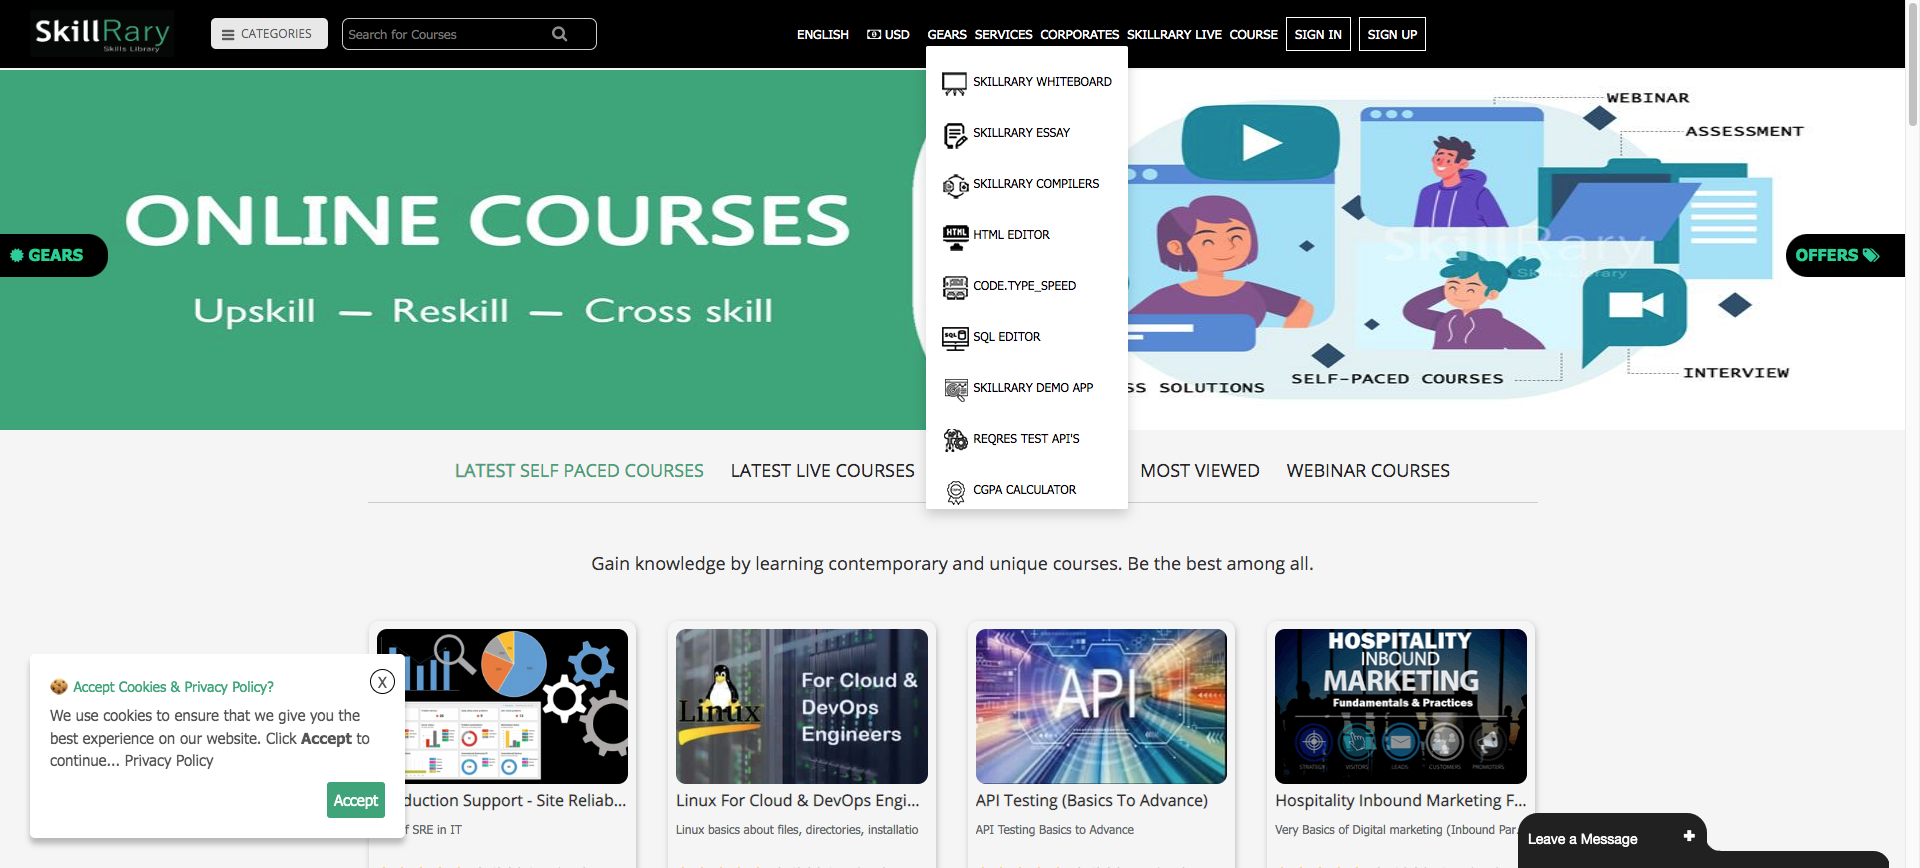 SkillRary
Skills Library
CATEGORIES
Search for Courses
ENGLISH
USD
GEARS
SERVICES
CORPORATES
SKILLRARY LIVE
COURSE
SIGN IN
SIGN UP
SKILLRARY WHITEBOARD
SKILLRARY ESSAY
SKILLRARY COMPILERS
HTML EDITOR
CODE.TYPE_SPEED
SQL EDITOR
SKILLRARY DEMO APP
REQRES TEST API'S
CGPA CALCULATOR
ONLINE COURSES
Upskill — Reskill — Cross skill
GEARS
OFFERS
WEBINAR
ASSESSMENT
SkillRary
Skills Library
SS SOLUTIONS
SELF-PACED COURSES
INTERVIEW
LATEST SELF PACED COURSES
LATEST LIVE COURSES
MOST VIEWED
WEBINAR COURSES
Gain knowledge by learning contemporary and unique courses. Be the best among all.
Linux
For Cloud &
DevOps
Engineers
API
HOSPITALITY
INBOUND
MARKETING
Fundamentals & Practices
STRATEGY
VISITORS
LEADS
CUSTOMERS
PROMOTERS
duction Support - Site Reliab...
f SRE in IT
Linux For Cloud & DevOps Engi...
Linux basics about files, directories, installatio
API Testing (Basics To Advance)
API Testing Basics to Advance
Hospitality Inbound Marketing F...
Very Basics of Digital marketing (Inbound Par
Accept Cookies & Privacy Policy?
X
We use cookies to ensure that we give you the
best experience on our website. Click Accept to
continue... Privacy Policy
Accept
Leave a Message